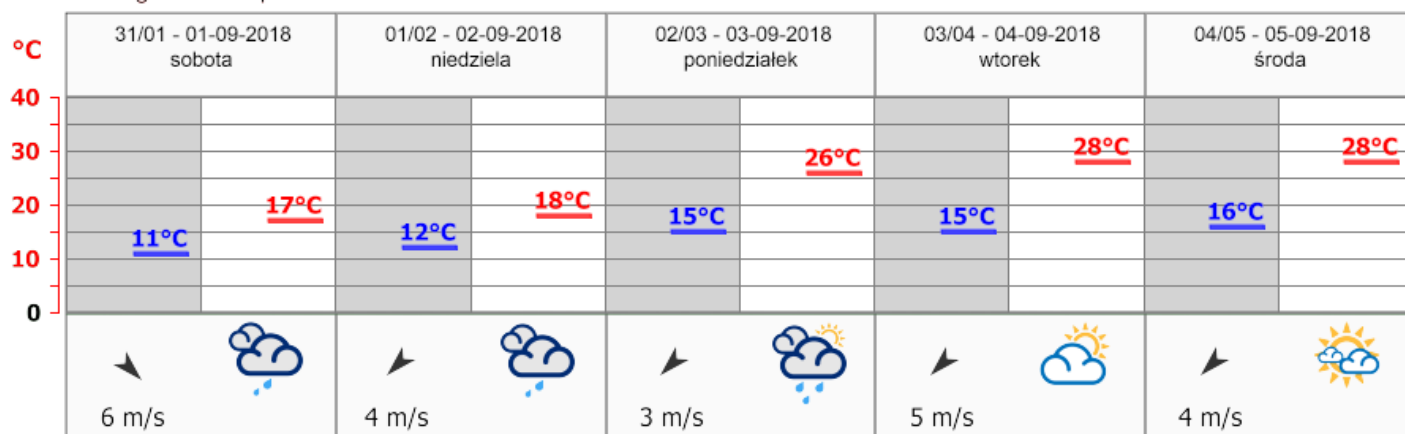 31/01 - 01-09-2018
sobota
01/02 - 02-09-2018
niedziela
02/03 - 03-09-2018
poniedziałek
03/04 - 04-09-2018
wtorek
04/05 - 05-09-2018
środa
°C
40
30
20
10
0
11°C
17°C
12°C
18°C
15°C
26°C
15°C
28°C
16°C
28°C
6 m/s
4 m/s
3 m/s
5 m/s
4 m/s